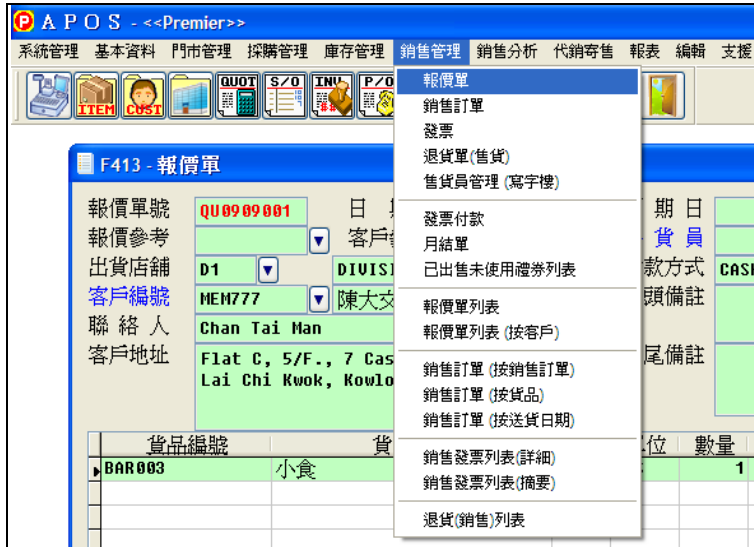 A P O S - <<Premier>>
系統管理 基本資料 門市管理 採購管理 庫存管理 銷售管理 銷售分析 代銷寄售 報表 編輯 支援
ITEM CUST QUOT S/O INV P/O
報價單
銷售訂單
發票
退貨單(售貨)
售貨員管理 (寫字樓)
發票付款
月結單
已出售未使用禮券列表
報價單列表
報價單列表 (按客戶)
銷售訂單 (按銷售訂單)
銷售訂單 (按貨品)
銷售訂單 (按送貨日期)
銷售發票列表(詳細)
銷售發票列表(摘要)
退貨(銷售)列表
F413 - 報價單
報價單號 QU0909001 日 期日
報價參考 客戶 貨 員
出貨店舖 D1 DIVISI 款方式 CASH
客戶編號 MEM777 陳大文 頭備註
聯 絡 人 Chan Tai Man
客戶地址 Flat C, 5/F., 7 Cas 尾備註
Lai Chi Kwok, Kowlo
貨品編號 貨 位 數量
BAR003 小食 1